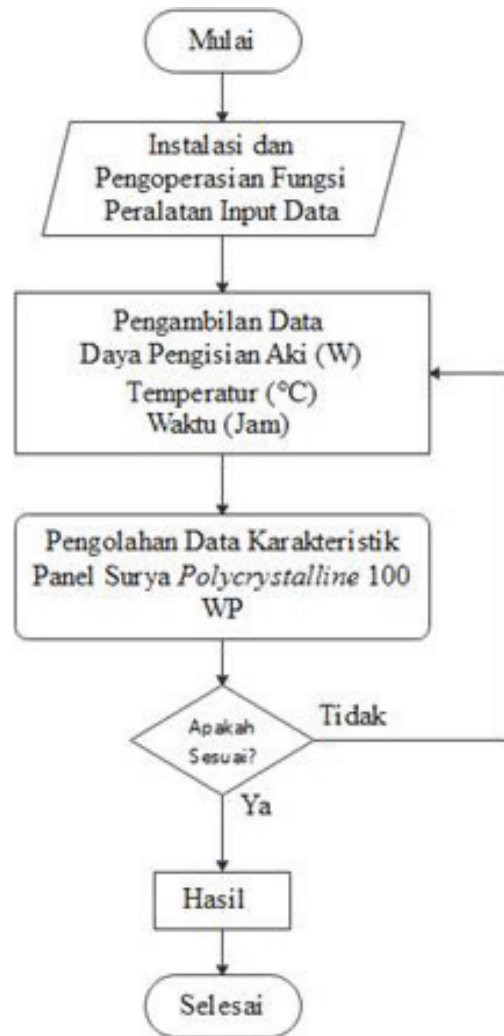 Mulai
Instalasi dan
Pengoperasian Fungsi
Peralatan Input Data
Pengambilan Data
Daya Pengisian Aki (W)
Temperatur (°C)
Waktu (Jam)
Pengolahan Data Karakteristik
Panel Surya Polycrystalline 100
WP
Apakah
Sesuai?
Tidak
Ya
Hasil
Selesai